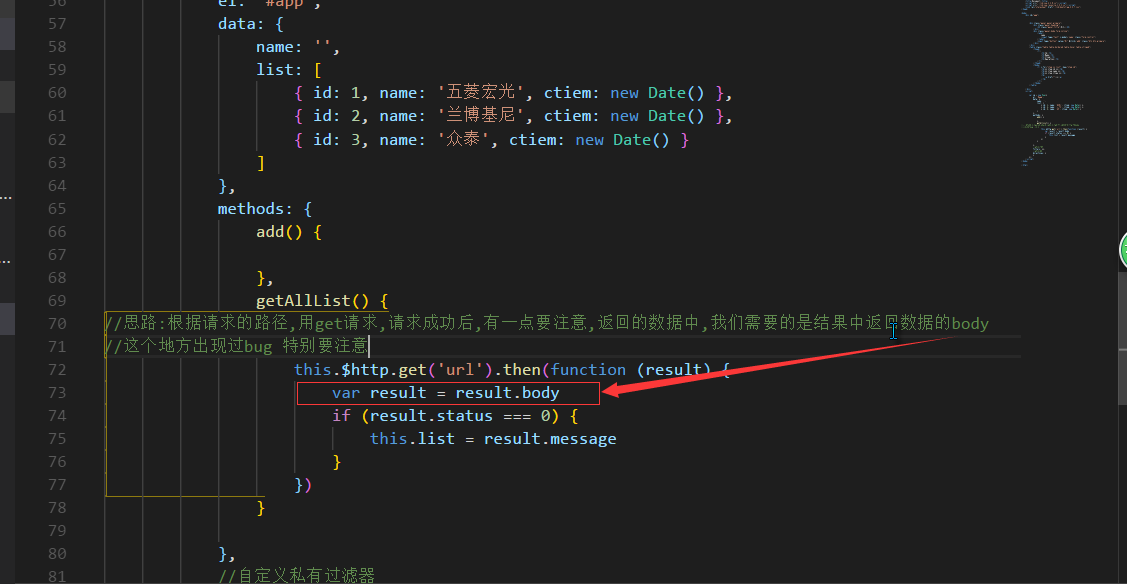 56 el: '#app',
57 data: {
58 name: '',
59 list: [
60 { id: 1, name: '五菱宏光', ctiem: new Date() },
61 { id: 2, name: '兰博基尼', ctiem: new Date() },
62 { id: 3, name: '众泰', ctiem: new Date() }
63 ]
64 },
65 methods: {
66 add() {
67
68 },
69 getAllList() {
70 //思路:根据请求的路径,用get请求,请求成功后,有一点要注意,返回的数据中,我们需要的是结果中返回数据的body
71 //这个地方出现过bug 特别要注意
72 this.$http.get('url').then(function (result) {
73 var result = result.body
74 if (result.status === 0) {
75 this.list = result.message
76 }
77 })
78 }
79
80 },
81 //自定义私有过滤器